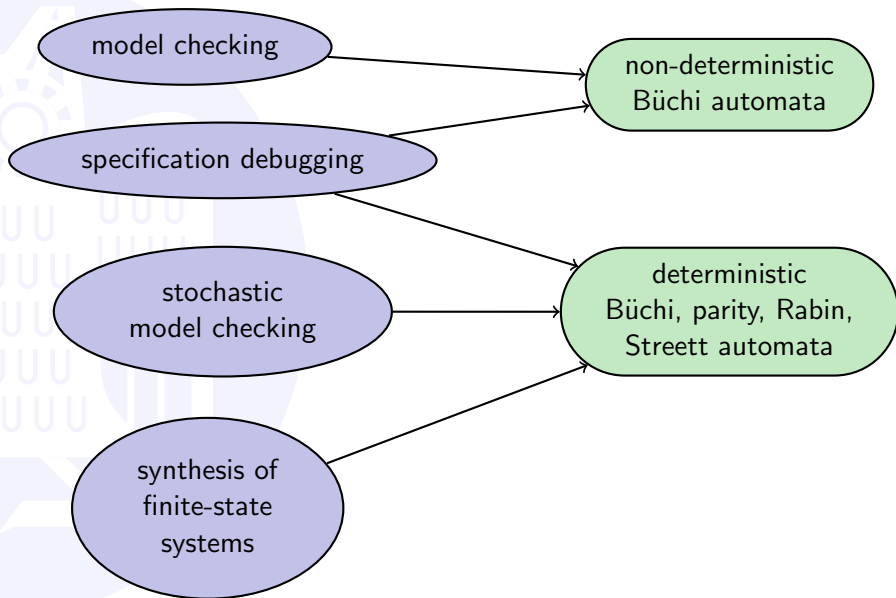 model checking
non-deterministic
Büchi automata
specification debugging
stochastic
model checking
deterministic
Büchi, parity, Rabin,
Streett automata
synthesis of
finite-state
systems